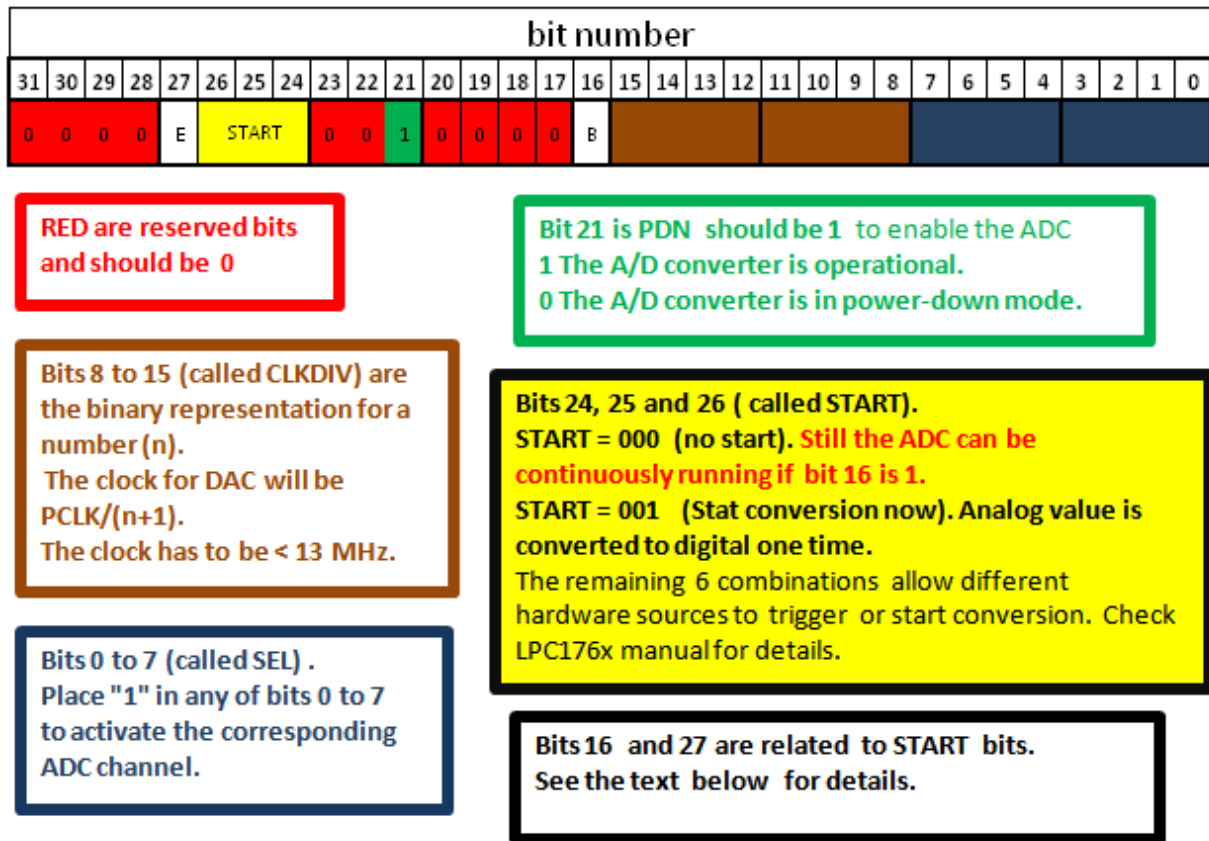 bit number
31 30 29 28 27 26 25 24 23 22 21 20 19 18 17 16 15 14 13 12 11 10 9 8 7 6 5 4 3 2 1 0
0 0 0 0 E START 0 0 1 0 0 0 0 B
RED are reserved bits
and should be 0
Bit 21 is PDN should be 1 to enable the ADC
1 The A/D converter is operational.
0 The A/D converter is in power-down mode.
Bits 8 to 15 (called CLKDIV) are
the binary representation for a
number (n).
The clock for DAC will be
PCLK/(n+1).
The clock has to be < 13 MHz.
Bits 24, 25 and 26 ( called START).
START = 000 (no start). Still the ADC can be
continuously running if bit 16 is 1.
START = 001 (Stat conversion now). Analog value is
converted to digital one time.
The remaining 6 combinations allow different
hardware sources to trigger or start conversion. Check
LPC176x manual for details.
Bits 0 to 7 (called SEL) .
Place "1" in any of bits 0 to 7
to activate the corresponding
ADC channel.
Bits 16 and 27 are related to START bits.
See the text below for details.